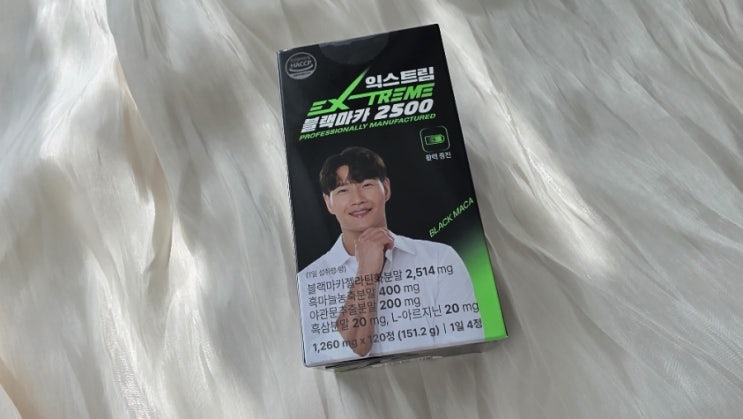 HACCP
익스트림
EXTREME
블랙마카 2500
PROFESSIONALLY MANUFACTURED
활력 증진
BLACK MACA
(1일 섭취량 당)
블랙마카젤라틴화분말 2,514 mg
흑마늘농축분말 400 mg
야관문추출분말 200 mg
흑삼분말 20 mg, L-아르지닌 20 mg
1,260 mg x 120정 (151.2 g) | 1일 4정